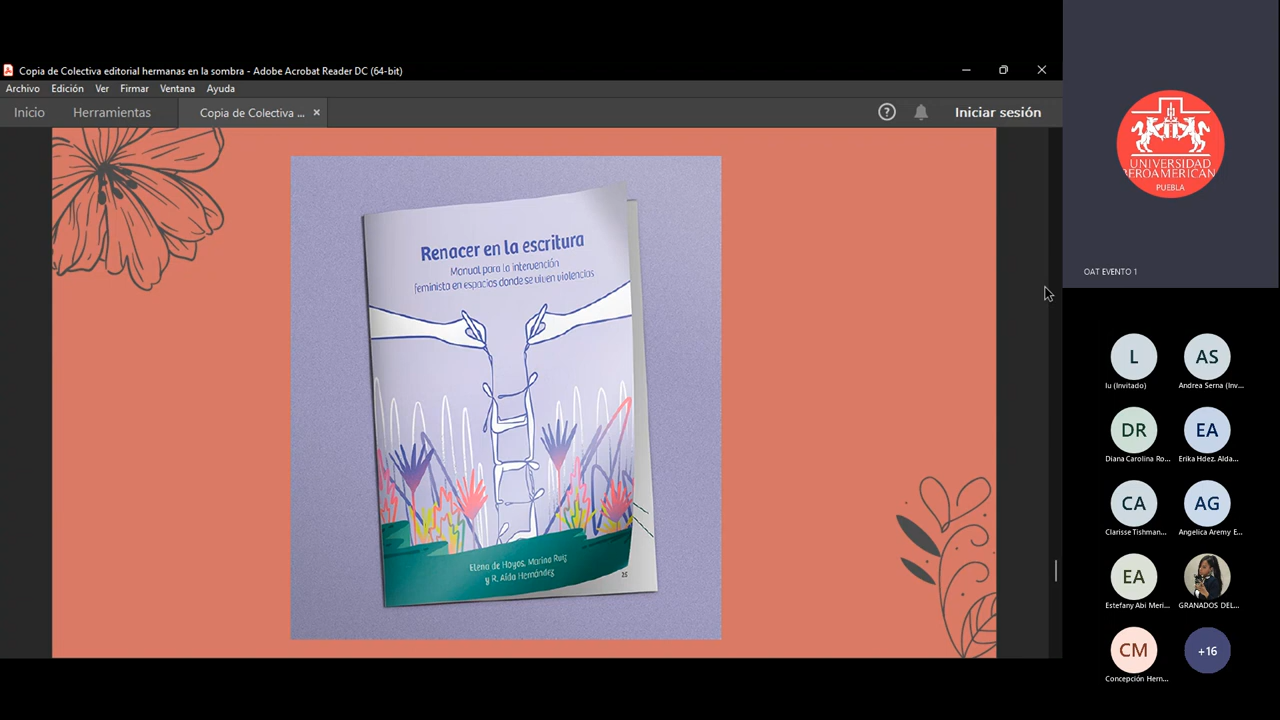 Copia de Colectiva editorial hermanas en la sombra - Adobe Acrobat Reader DC (64-bit)
Archivo Edición Ver Firmar Ventana Ayuda
Inicio Herramientas Copia de Colectiva ... × ? Iniciar sesión
Renacer en la escritura
Manual para la intervención
feminista en espacios donde se viven violencias
Elena de Hoyos, Marina Ruiz
y R. Aída Hernández
25
UNIVERSIDAD
IBEROAMERICAN
PUEBLA
OAT EVENTO 1
L AS
lu (Invitado) Andrea Serna (Inv...
DR EA
Diana Carolina Ro... Erika Hdez. Alda...
CA AG
Clarisse Tishman... Angelica Aremy E...
EA
Estefany Abi Meri... GRANADOS DEL...
CM +16
Concepción Hern...